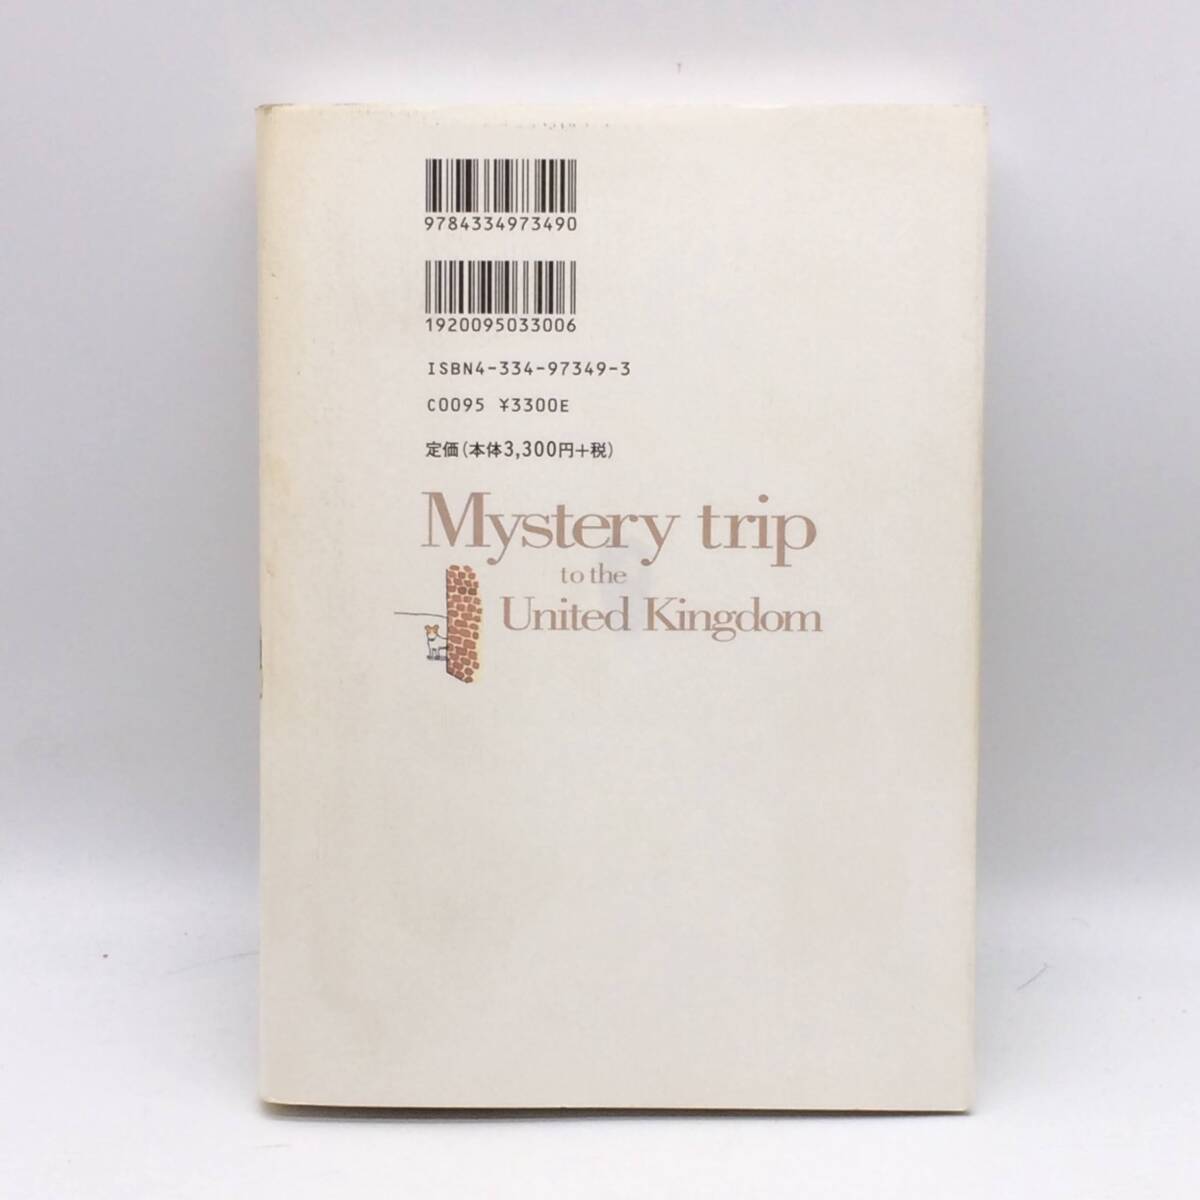 9784334973490
1920095033006
ISBN4-334-97349-3
C0095 ¥3300E
定価(本体3,300円+税)
Mystery trip
to the
United Kingdom